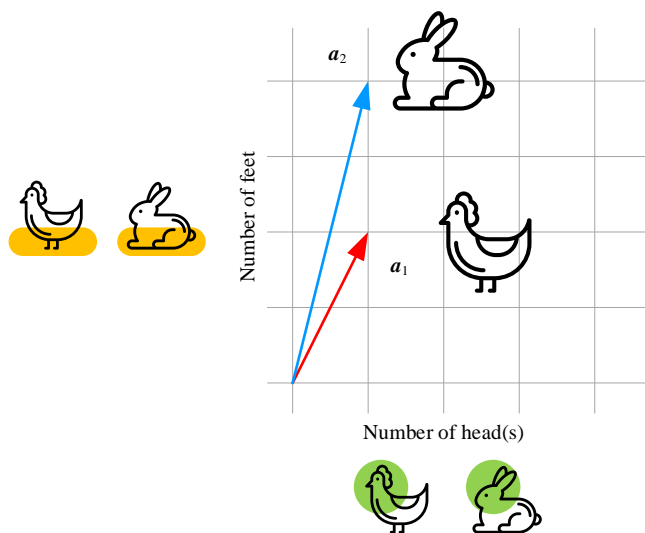 a₂
Number of feet
a₁
Number of head(s)